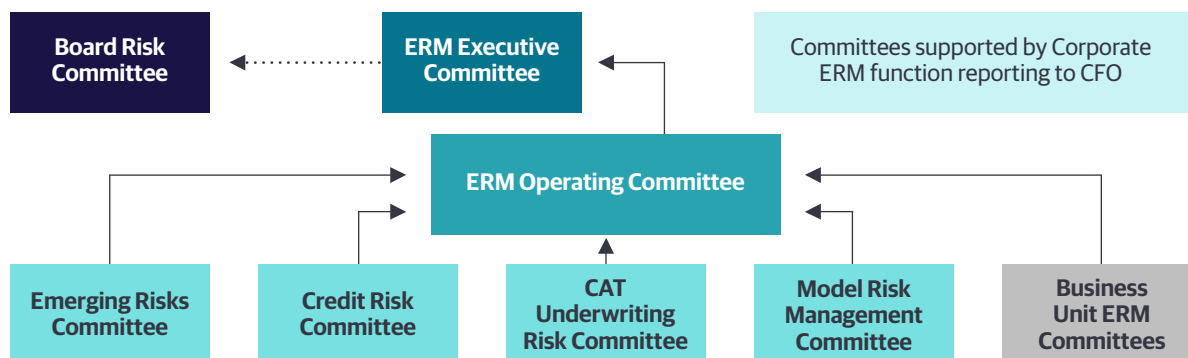 Board Risk
Committee
ERM Executive
Committee
Committees supported by Corporate
ERM function reporting to CFO
ERM Operating Committee
Emerging Risks
Committee
Credit Risk
Committee
CAT
Underwriting
Risk Committee
Model Risk
Management
Committee
Business
Unit ERM
Committees